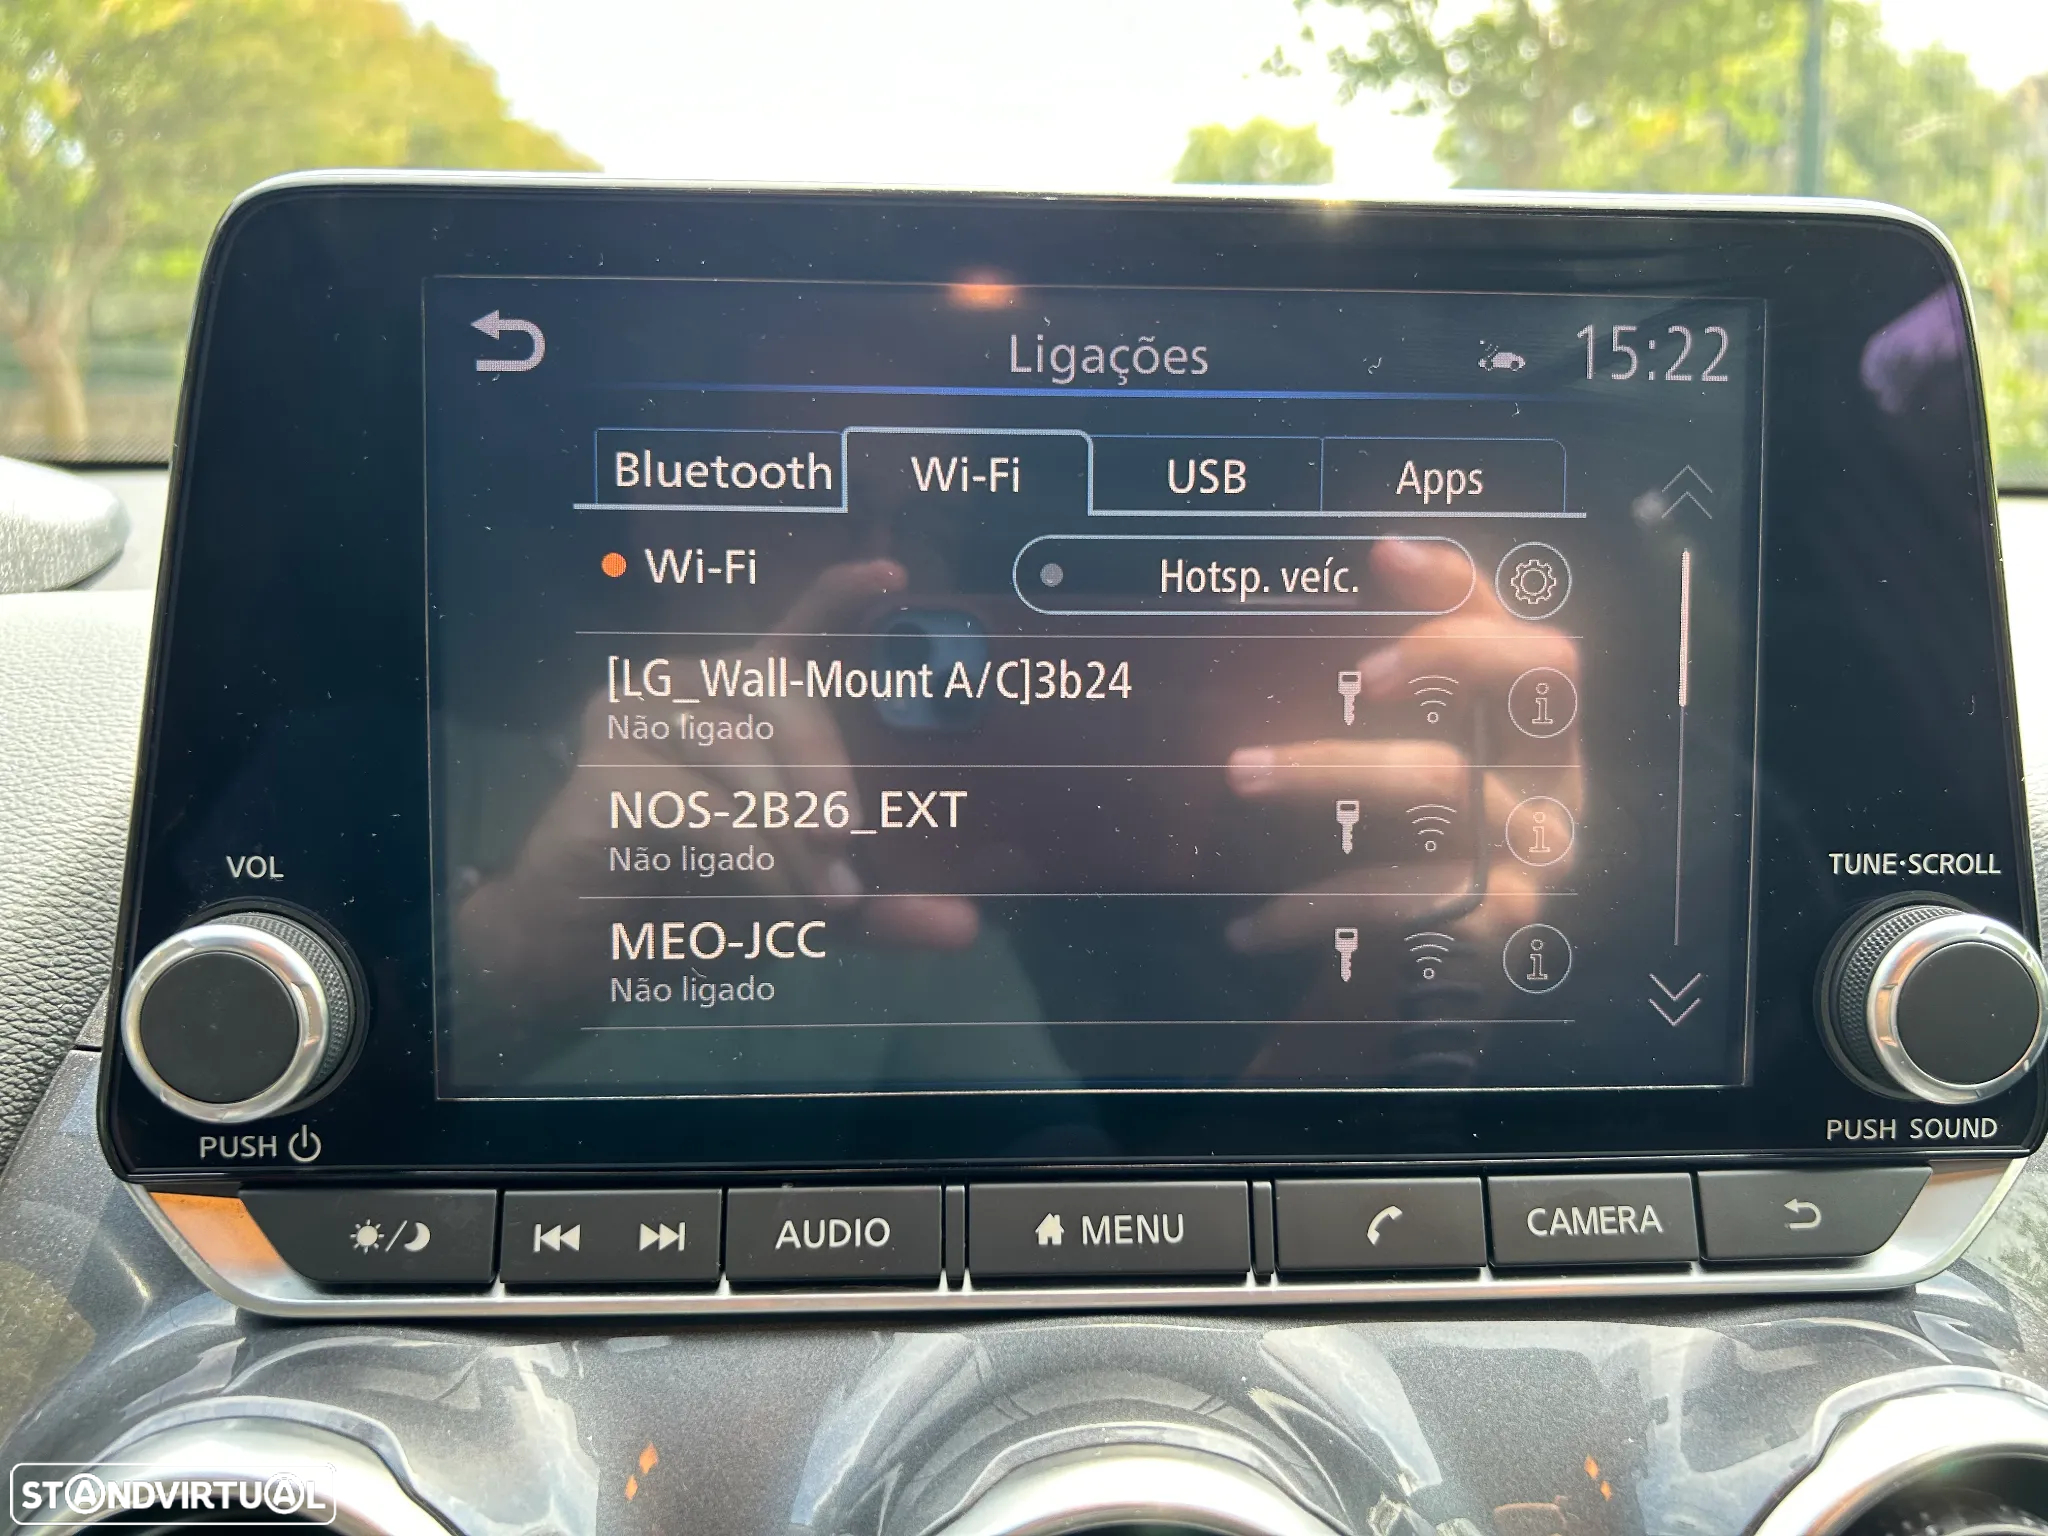 Ligações
15:22
Bluetooth
Wi-Fi
USB
Apps
Wi-Fi
Hotsp. veíc.
[LG_Wall-Mount A/C]3b24
Não ligado
NOS-2B26_EXT
Não ligado
MEO-JCC
Não ligado
VOL
TUNE·SCROLL
PUSH
PUSH SOUND
AUDIO
MENU
CAMERA
STANDVIRTUAL